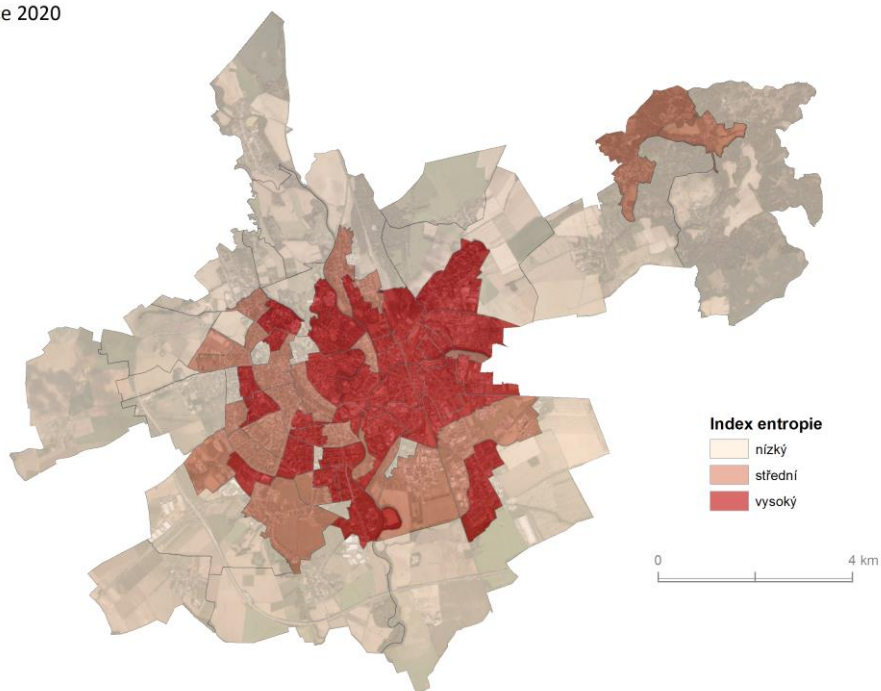 e 2020
Index entropie
nízký
střední
vysoký
0 4 km